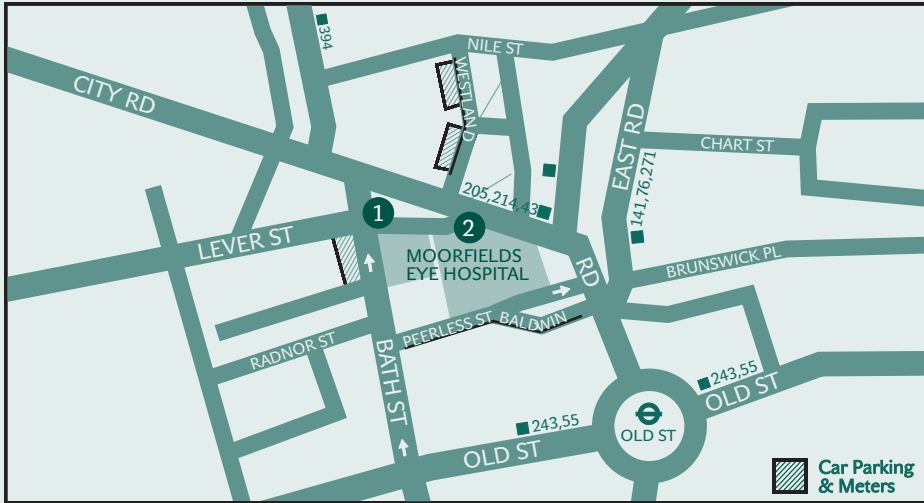 394
NILE ST
WESTLAND
CITY RD
CHART ST
EAST RD
141,76,271
205,214,43
1
2
LEVER ST
MOORFIELDS
EYE HOSPITAL
RD
BRUNSWICK PL
PEERLESS ST
BALDWIN
RADNOR ST
BATH ST
243,55
OLD ST
243,55
OLD ST
OLD ST
Car Parking
& Meters